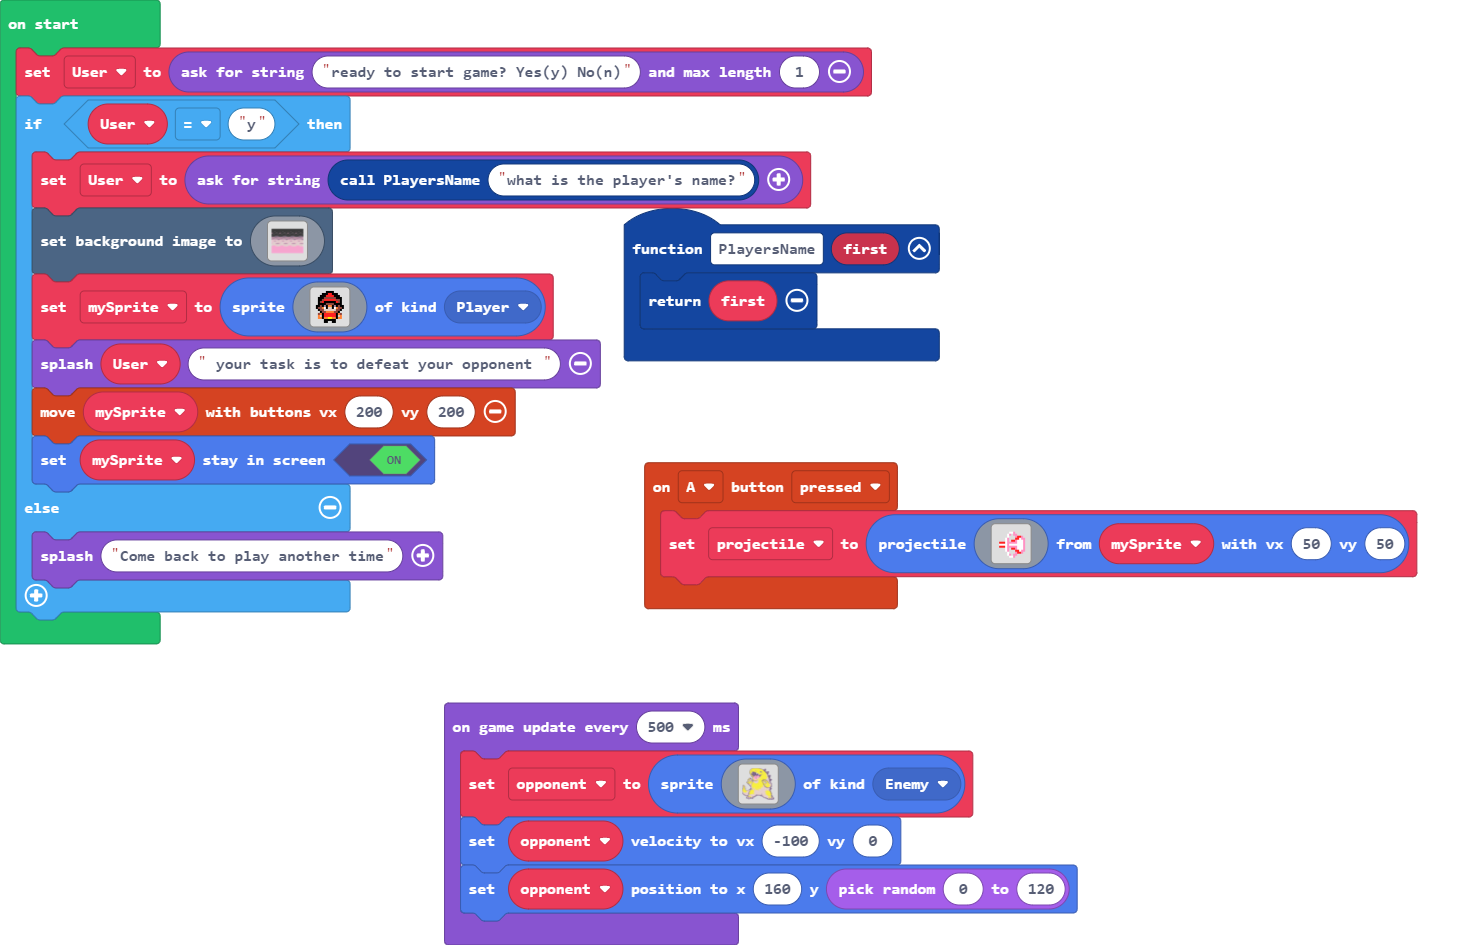 on start
set User to ask for string "ready to start game? Yes(y) No(n)" and max length 1
if User = "y" then
set User to ask for string call PlayersName "what is the player's name?"
set background image to
set mySprite to sprite of kind Player
splash User " your task is to defeat your opponent "
move mySprite with buttons vx 200 vy 200
set mySprite stay in screen ON
else
splash "Come back to play another time"
function PlayersName first
return first
on A button pressed
set projectile to projectile from mySprite with vx 50 vy 50
on game update every 500 ms
set opponent to sprite of kind Enemy
set opponent velocity to vx -100 vy 0
set opponent position to x 160 y pick random 0 to 120